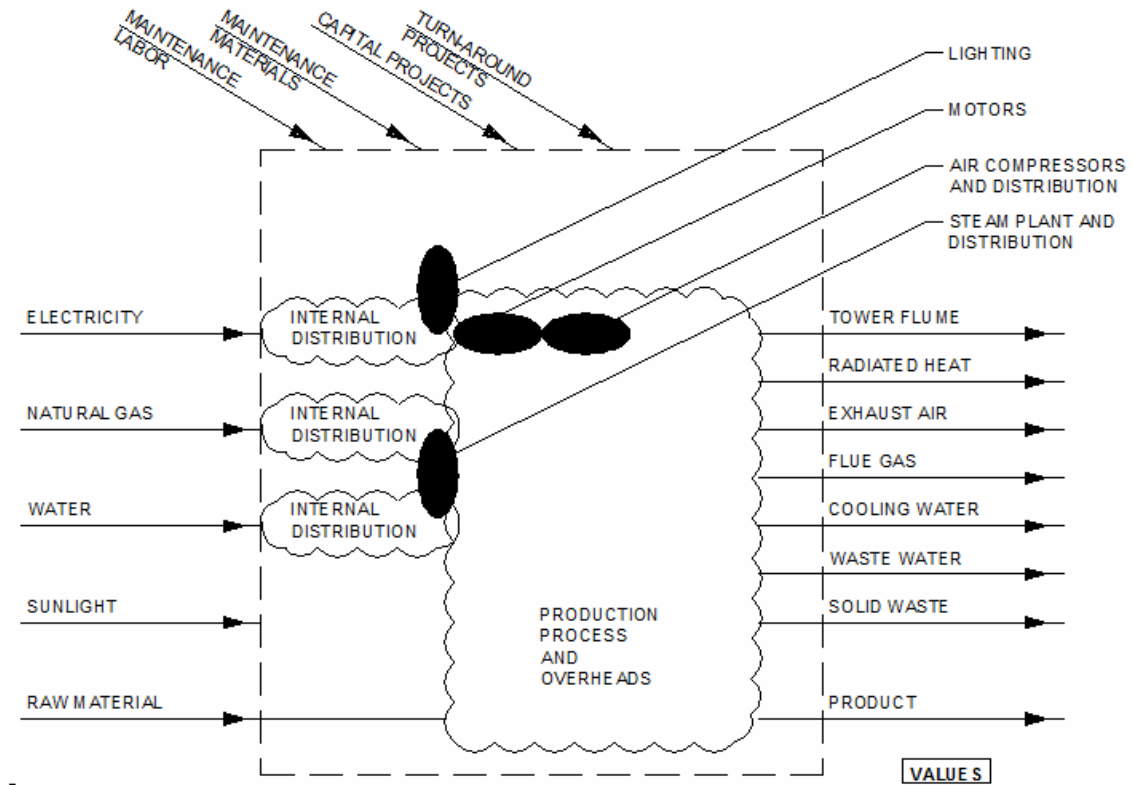 MAINTENANCE
LABOR
MAINTENANCE
MATERIALS
CAPITAL PROJECTS
TURN-AROUND
PROJECTS
LIGHTING
MOTORS
AIR COMPRESSORS
AND DISTRIBUTION
STEAM PLANT AND
DISTRIBUTION
ELECTRICITY
INTERNAL
DISTRIBUTION
NATURAL GAS
INTERNAL
DISTRIBUTION
WATER
INTERNAL
DISTRIBUTION
SUNLIGHT
RAW MATERIAL
PRODUCTION
PROCESS
AND
OVERHEADS
TOWER FLUME
RADIATED HEAT
EXHAUST AIR
FLUE GAS
COOLING WATER
WASTE WATER
SOLID WASTE
PRODUCT
VALUES